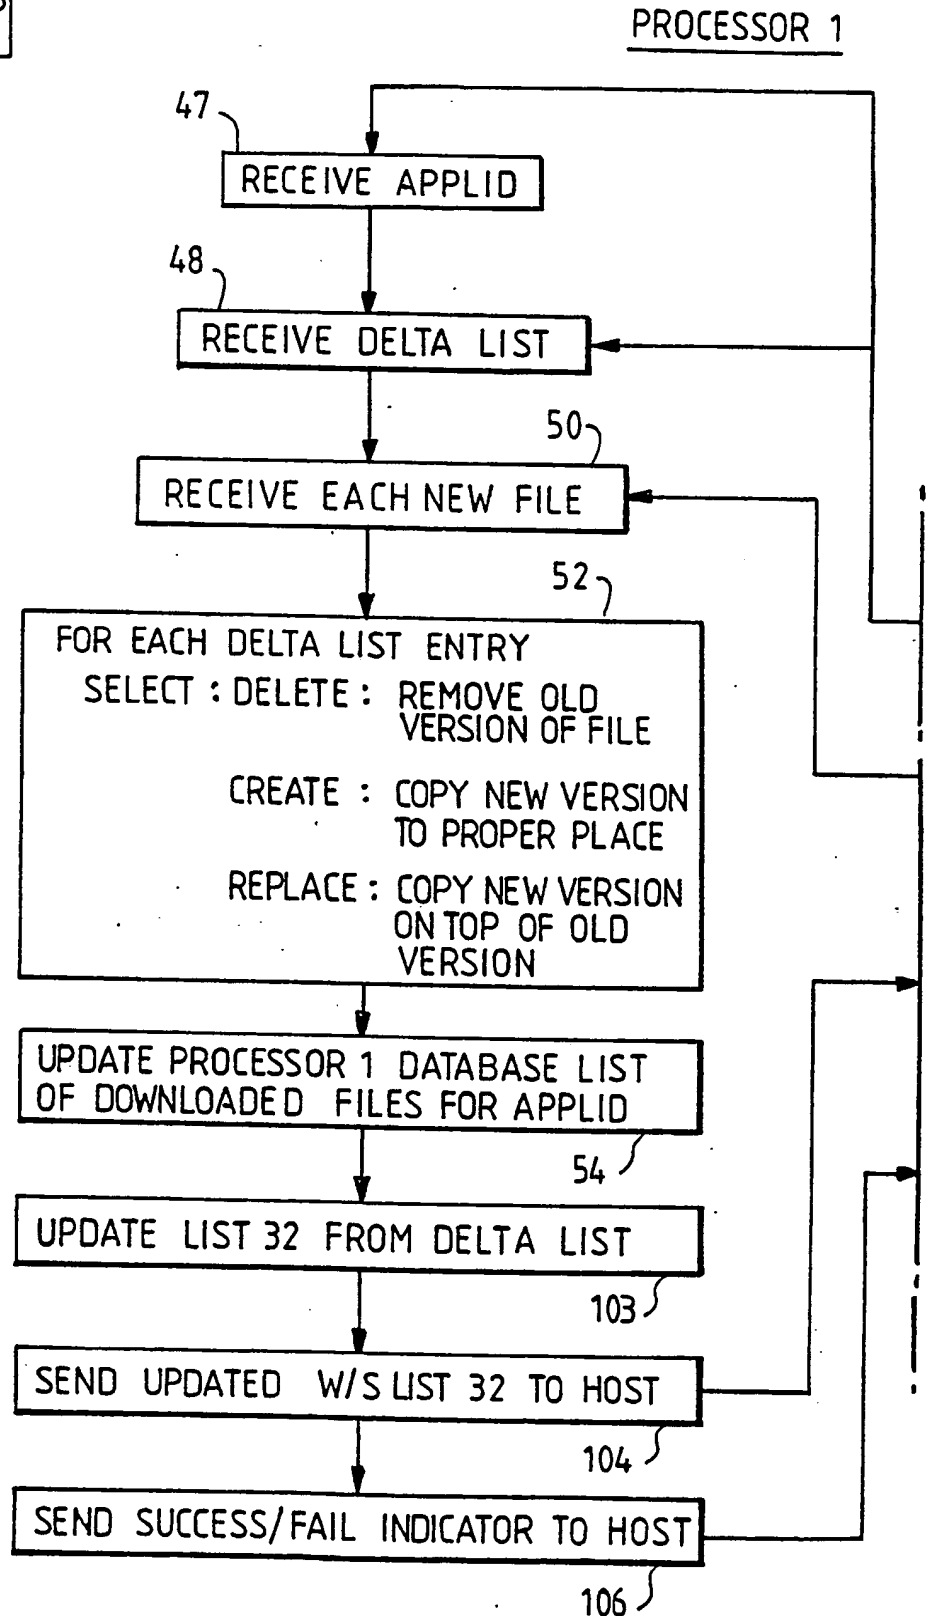 PROCESSOR 1
47
RECEIVE APPLID
48
RECEIVE DELTA LIST
50
RECEIVE EACH NEW FILE
52
FOR EACH DELTA LIST ENTRY
SELECT : DELETE : REMOVE OLD
VERSION OF FILE
CREATE : COPY NEW VERSION
TO PROPER PLACE
REPLACE : COPY NEW VERSION
ON TOP OF OLD
VERSION
UPDATE PROCESSOR 1 DATABASE LIST
OF DOWNLOADED FILES FOR APPLID
54
UPDATE LIST 32 FROM DELTA LIST
103
SEND UPDATED W/S LIST 32 TO HOST
104
SEND SUCCESS/FAIL INDICATOR TO HOST
106